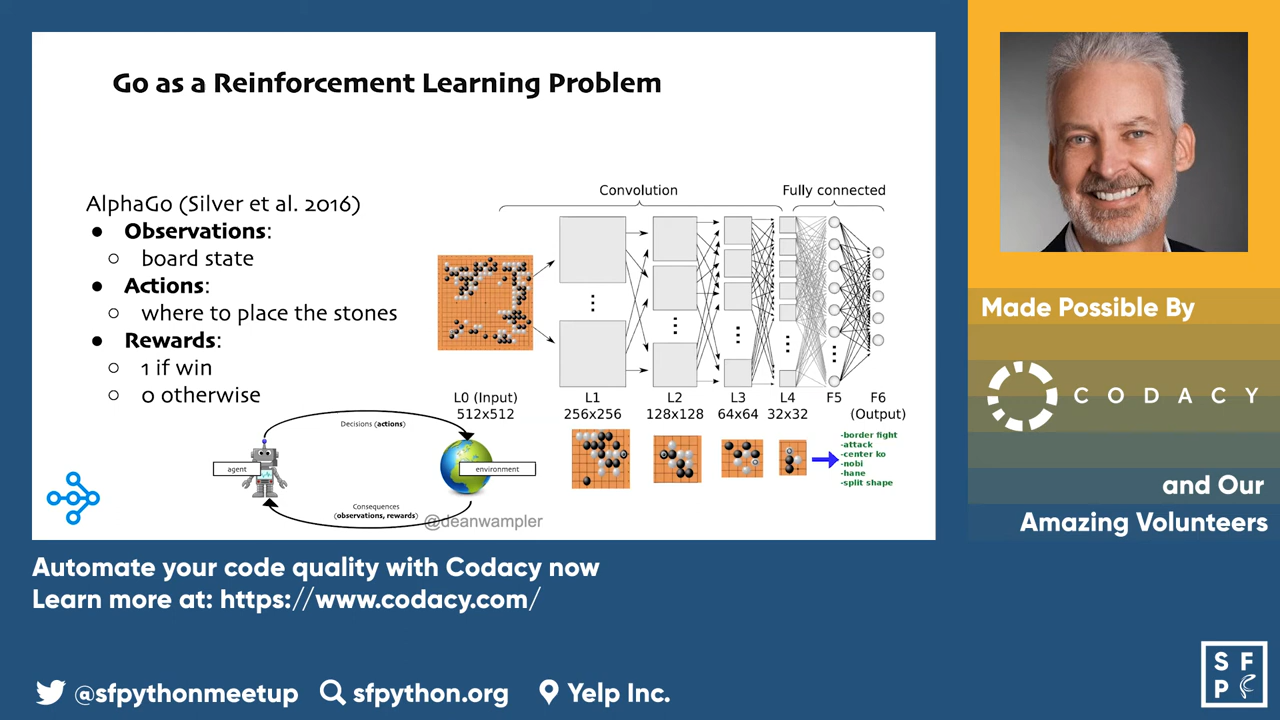 Go as a Reinforcement Learning Problem
AlphaGo (Silver et al. 2016)
● Observations:
○ board state
● Actions:
○ where to place the stones
● Rewards:
○ 1 if win
○ 0 otherwise
Convolution
Fully connected
L0 (Input)
512x512
L1
256x256
L2
128x128
L3
64x64
L4
32x32
F5
F6
(Output)
-border fight
-attack
-center ko
-nobi
-hane
-split shape
Decisions (actions)
agent
environment
Consequences
(observations, rewards)
@deanwampler
Made Possible By
CODACY
and Our
Amazing Volunteers
Automate your code quality with Codacy now
Learn more at: https://www.codacy.com/
@sfpythonmeetup
sfpython.org
Yelp Inc.
S F
P